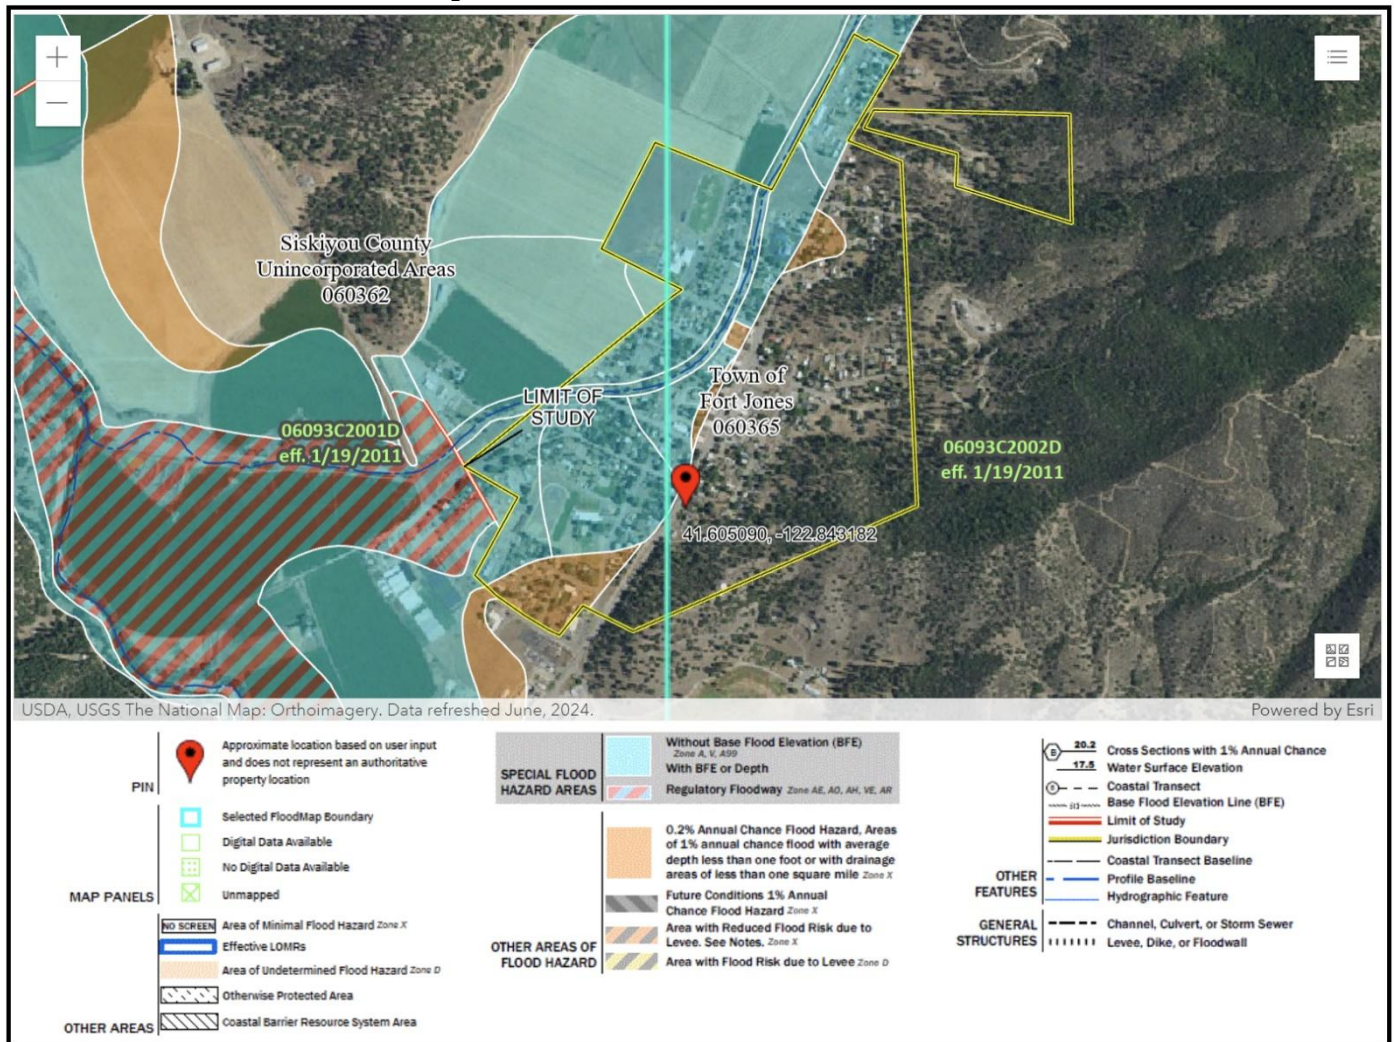 +
−
Siskiyou County
Unincorporated Areas
060362
LIMIT OF
STUDY
Town of
Fort Jones
060365
06093C2001D
eff. 1/19/2011
06093C2002D
eff. 1/19/2011
41.605090, -122.843182
USDA, USGS The National Map: Orthoimagery. Data refreshed June, 2024.
Powered by Esri
PIN
Approximate location based on user input
and does not represent an authoritative
property location
MAP PANELS
Selected FloodMap Boundary
Digital Data Available
No Digital Data Available
Unmapped
OTHER AREAS
NO SCREEN Area of Minimal Flood Hazard Zone X
Effective LOMRs
Area of Undetermined Flood Hazard Zone D
Otherwise Protected Area
Coastal Barrier Resource System Area
SPECIAL FLOOD
HAZARD AREAS
Without Base Flood Elevation (BFE)
Zone A, V, A99
With BFE or Depth
Regulatory Floodway Zone AE, AO, AH, VE, AR
OTHER AREAS OF
FLOOD HAZARD
0.2% Annual Chance Flood Hazard, Areas
of 1% annual chance flood with average
depth less than one foot or with drainage
areas of less than one square mile Zone X
Future Conditions 1% Annual
Chance Flood Hazard Zone X
Area with Reduced Flood Risk due to
Levee. See Notes. Zone X
Area with Flood Risk due to Levee Zone D
OTHER
FEATURES
20.2 Cross Sections with 1% Annual Chance
17.5 Water Surface Elevation
Coastal Transect
Base Flood Elevation Line (BFE)
Limit of Study
Jurisdiction Boundary
Coastal Transect Baseline
Profile Baseline
Hydrographic Feature
GENERAL
STRUCTURES
Channel, Culvert, or Storm Sewer
Levee, Dike, or Floodwall